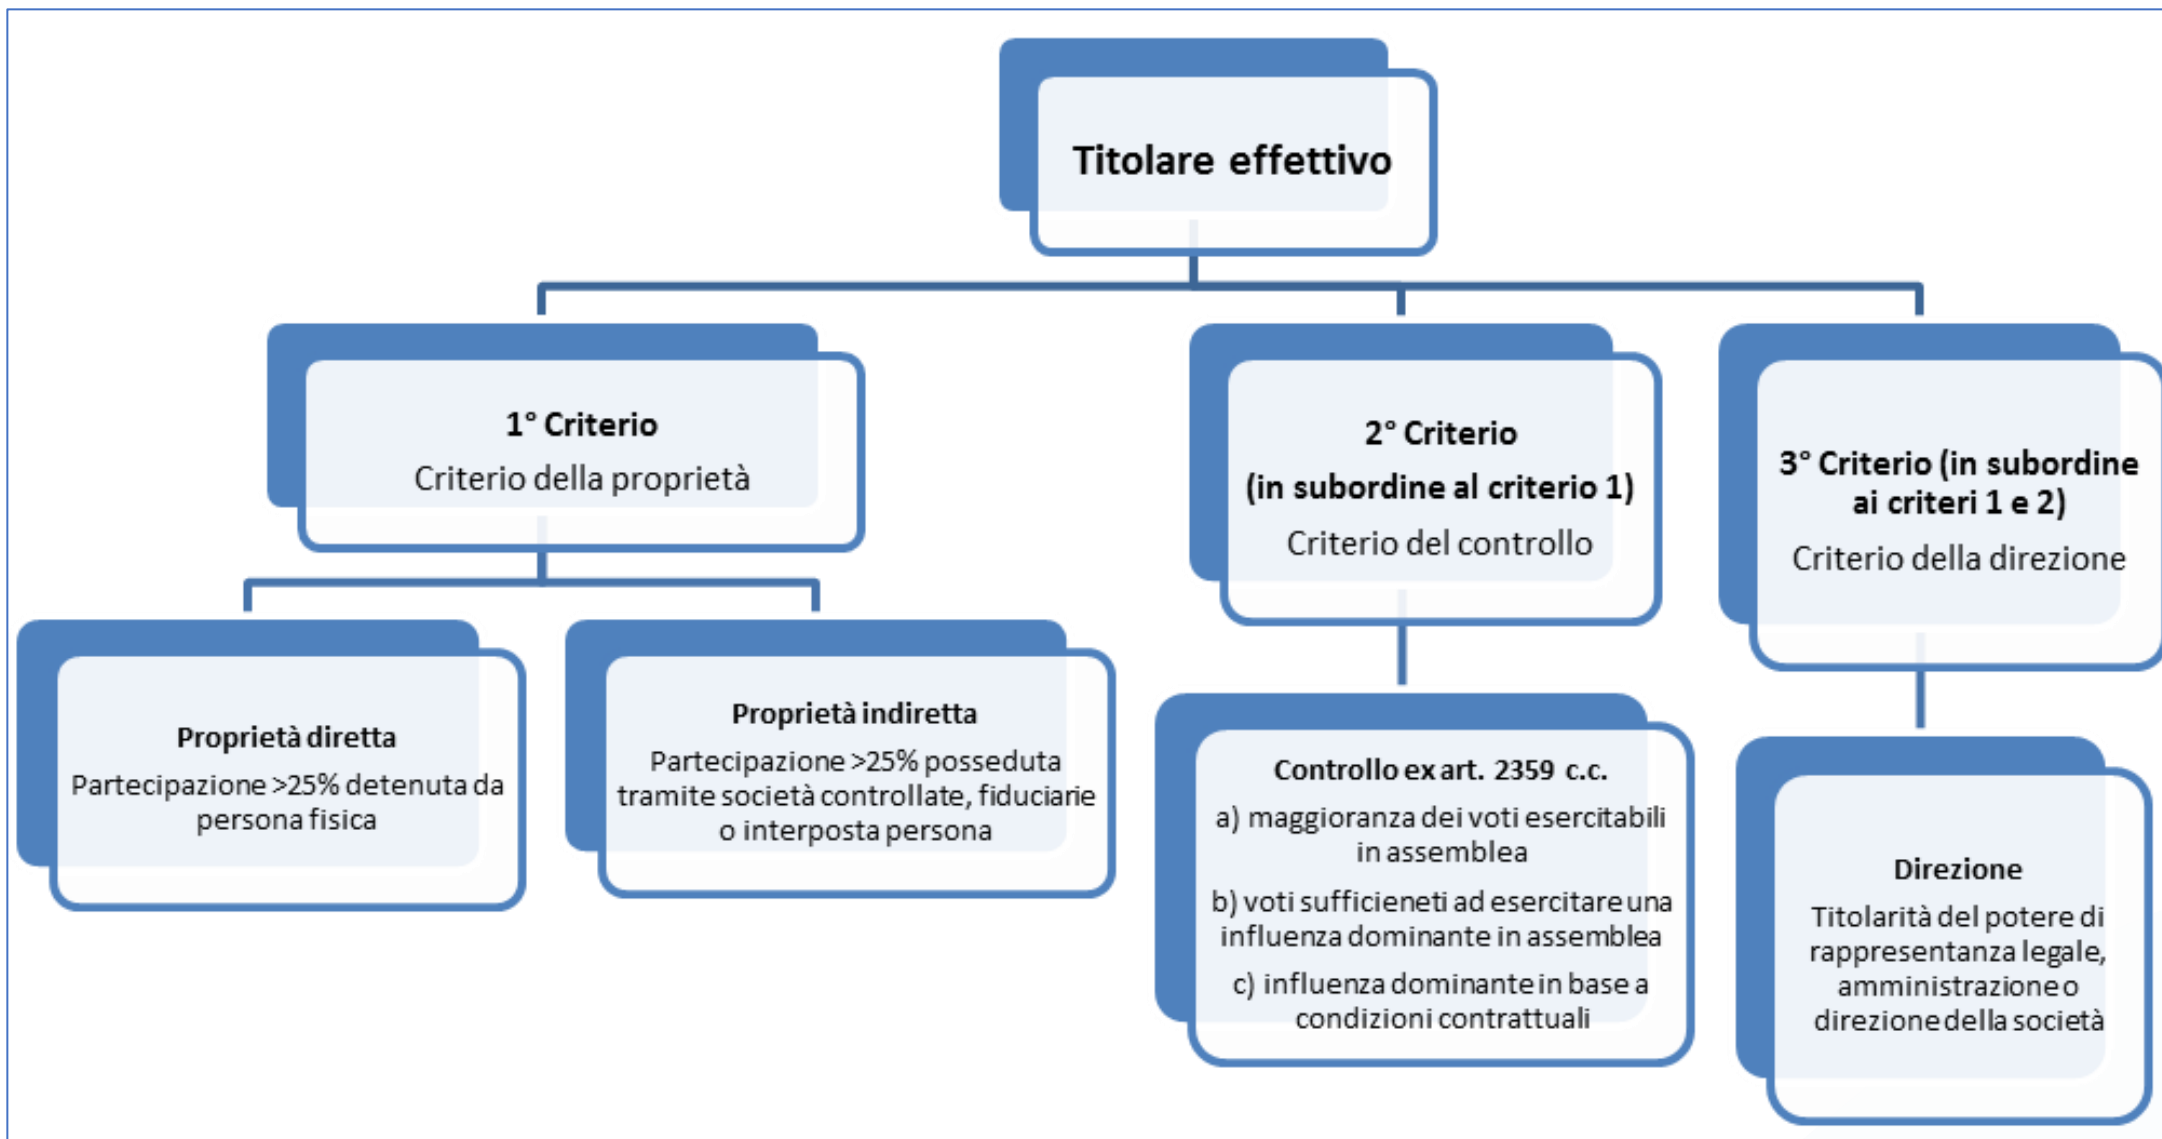 Titolare effettivo
1° Criterio
Criterio della proprietà
2° Criterio
(in subordine al criterio 1)
Criterio del controllo
3° Criterio (in subordine
ai criteri 1 e 2)
Criterio della direzione
Proprietà diretta
Partecipazione >25% detenuta da
persona fisica
Proprietà indiretta
Partecipazione >25% posseduta
tramite società controllate, fiduciarie
o interposta persona
Controllo ex art. 2359 c.c.
a) maggioranza dei voti esercitabili
in assemblea
b) voti sufficieneti ad esercitare una
influenza dominante in assemblea
c) influenza dominante in base a
condizioni contrattuali
Direzione
Titolarità del potere di
rappresentanza legale,
amministrazione o
direzione della società